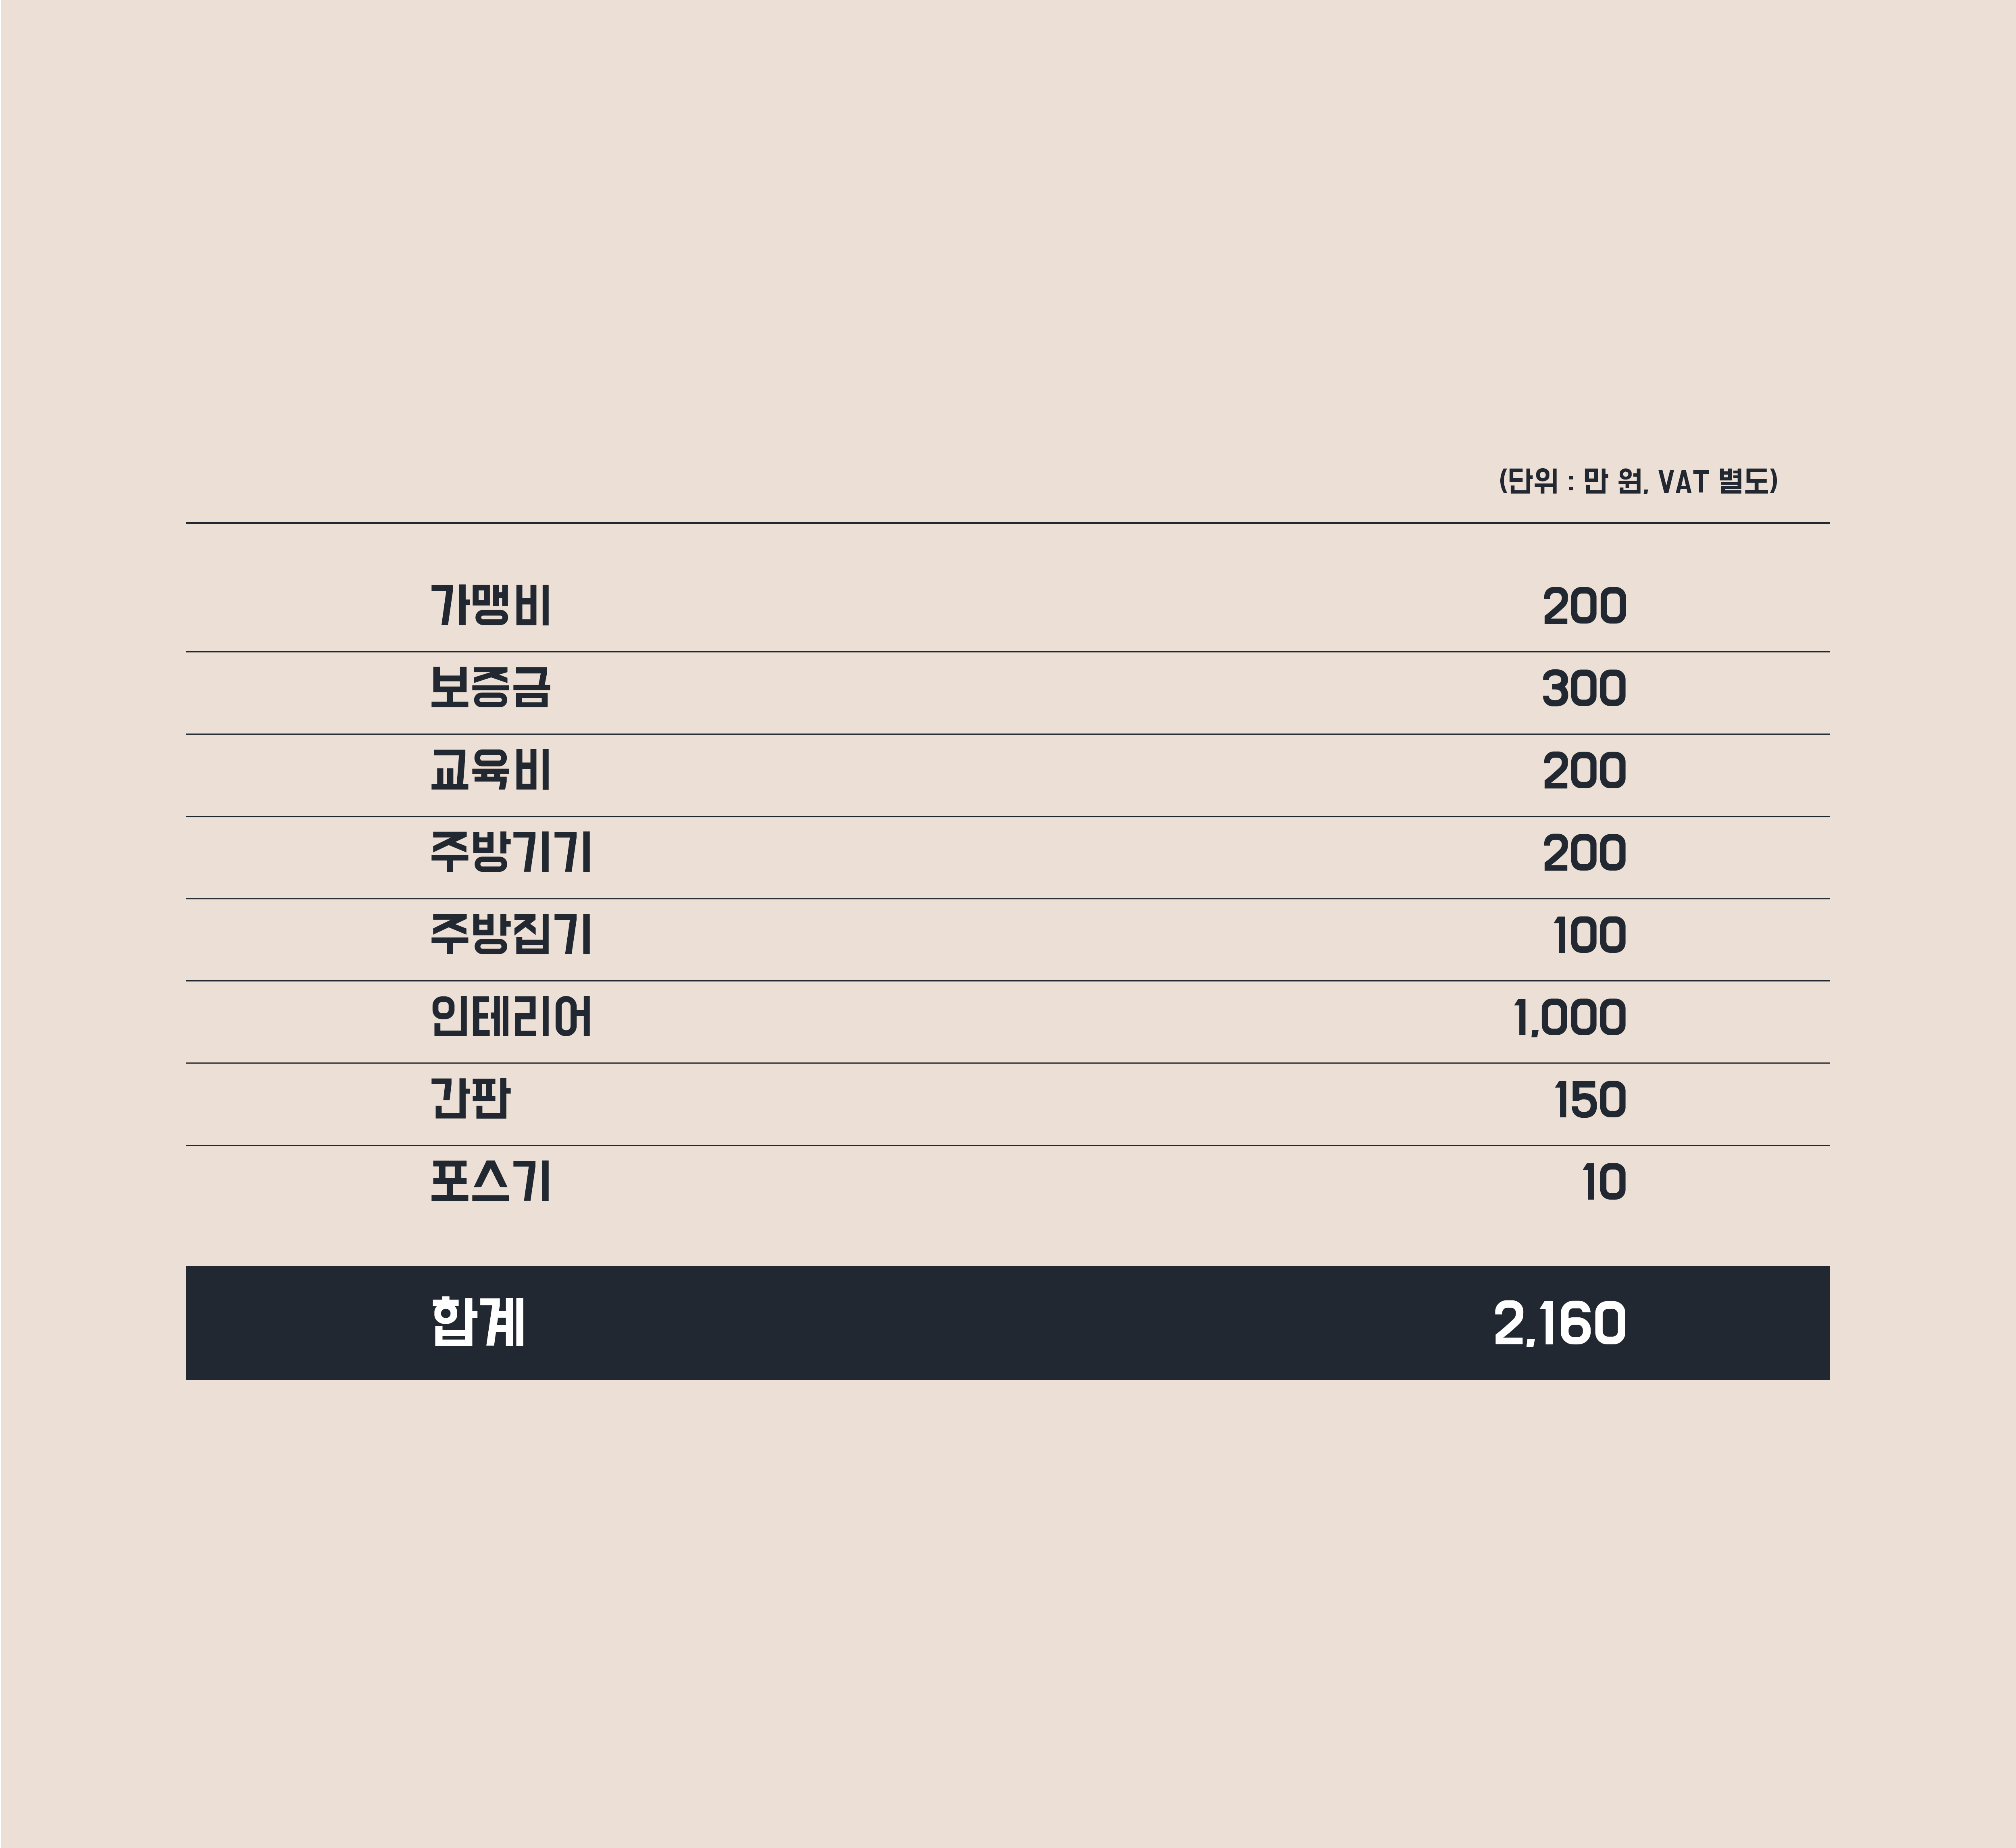 (단위 : 만 원, VAT 별도)
가맹비 200
보증금 300
교육비 200
주방기기 200
주방집기 100
인테리어 1,000
간판 150
포스기 10
합계 2,160